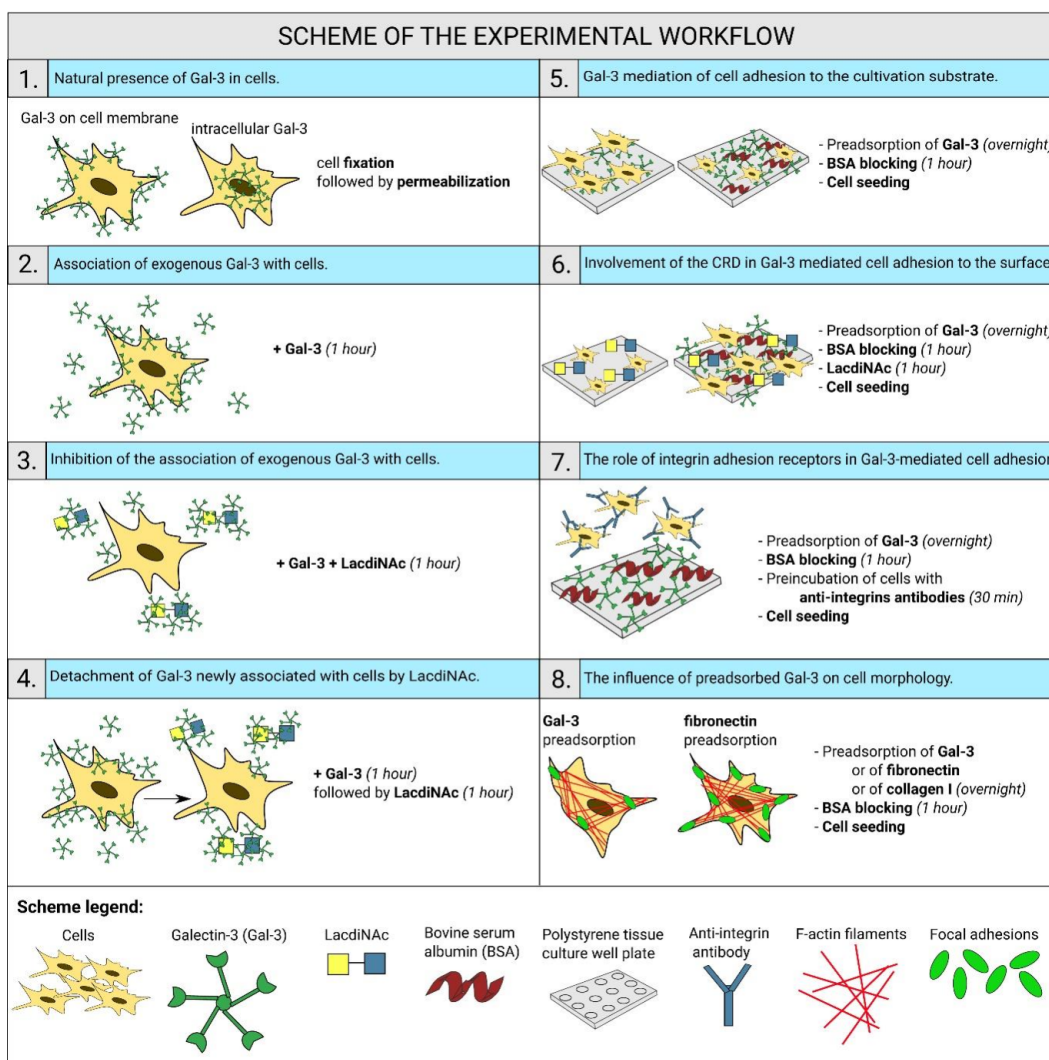 SCHEME OF THE EXPERIMENTAL WORKFLOW
1. Natural presence of Gal-3 in cells.
Gal-3 on cell membrane
intracellular Gal-3
cell fixation
followed by permeabilization
2. Association of exogenous Gal-3 with cells.
+ Gal-3 (1 hour)
3. Inhibition of the association of exogenous Gal-3 with cells.
+ Gal-3 + LacdiNAc (1 hour)
4. Detachment of Gal-3 newly associated with cells by LacdiNAc.
+ Gal-3 (1 hour)
followed by LacdiNAc (1 hour)
5. Gal-3 mediation of cell adhesion to the cultivation substrate.
- Preadsorption of Gal-3 (overnight)
- BSA blocking (1 hour)
- Cell seeding
6. Involvement of the CRD in Gal-3 mediated cell adhesion to the surface
- Preadsorption of Gal-3 (overnight)
- BSA blocking (1 hour)
- LacdiNAc (1 hour)
- Cell seeding
7. The role of integrin adhesion receptors in Gal-3-mediated cell adhesion
- Preadsorption of Gal-3 (overnight)
- BSA blocking (1 hour)
- Preincubation of cells with
anti-integrins antibodies (30 min)
- Cell seeding
8. The influence of preadsorbed Gal-3 on cell morphology.
Gal-3
preadsorption
fibronectin
preadsorption
- Preadsorption of Gal-3
or of fibronectin
or of collagen I (overnight)
- BSA blocking (1 hour)
- Cell seeding
Scheme legend:
Cells
Galectin-3 (Gal-3)
LacdiNAc
Bovine serum
albumin (BSA)
Polystyrene tissue
culture well plate
Anti-integrin
antibody
F-actin filaments
Focal adhesions